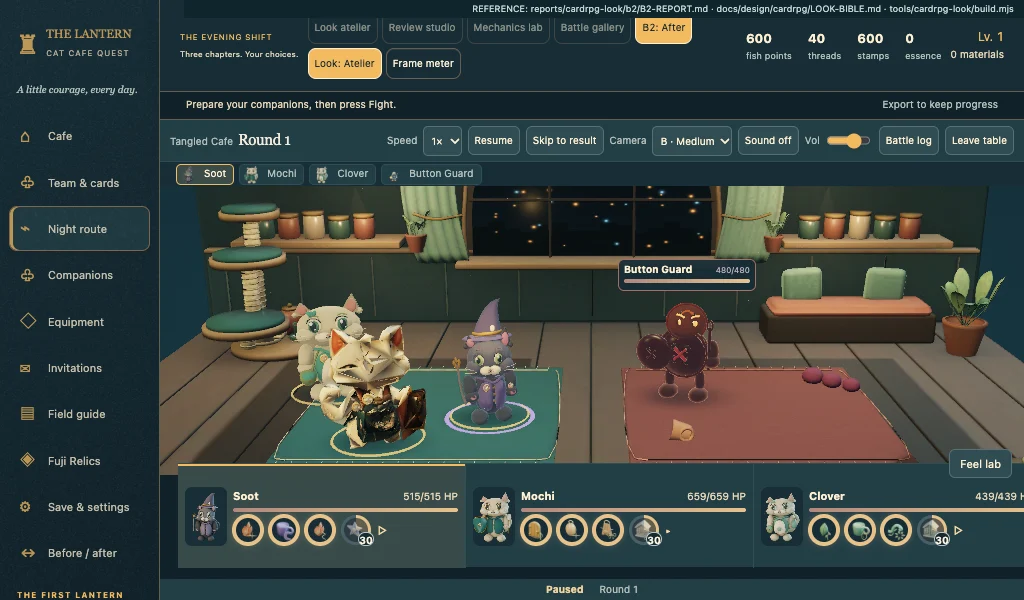 REFERENCE: reports/cardrpg-look/b2/B2-REPORT.md · docs/design/cardrpg/LOOK-BIBLE.md · tools/cardrpg-look/build.mjs
THE LANTERN
CAT CAFE QUEST
A little courage, every day.
Cafe
Team & cards
Night route
Companions
Equipment
Invitations
Field guide
Fuji Relics
Save & settings
Before / after
THE FIRST LANTERN
THE EVENING SHIFT
Three chapters. Your choices.
Look atelier
Review studio
Mechanics lab
Battle gallery
B2: After
Look: Atelier
Frame meter
600 fish points
40 threads
600 stamps
0 essence
Lv. 1
0 materials
Prepare your companions, then press Fight.
Export to keep progress
Tangled Cafe Round 1
Speed 1x Resume Skip to result Camera B · Medium Sound off Vol Battle log Leave table
Soot Mochi Clover Button Guard
Button Guard 480/480
Feel lab
Soot 515/515 HP
30
Mochi 659/659 HP
30
Clover 439/439 H
30
Paused Round 1